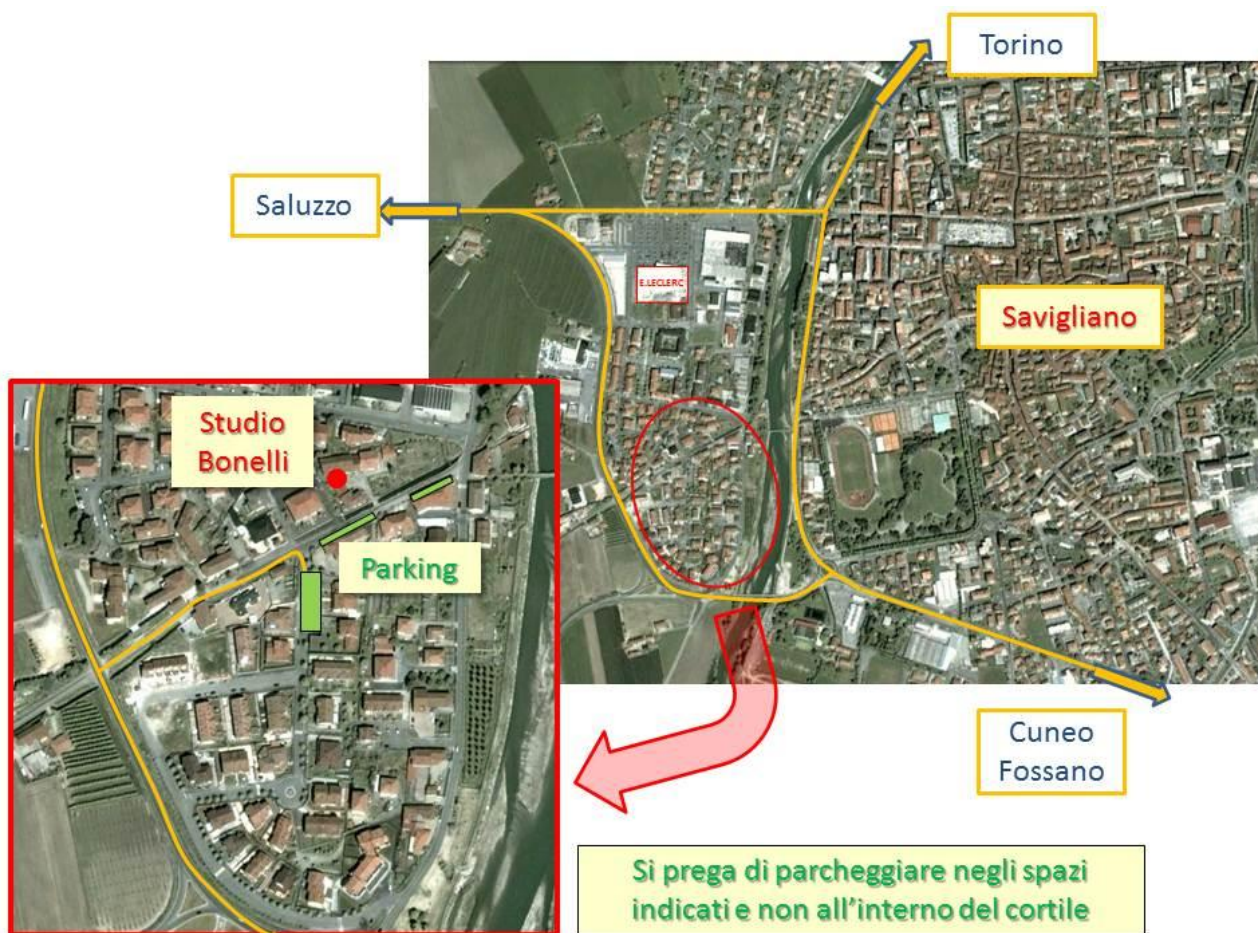 Torino
Saluzzo
E.LECLERC
Savigliano
Studio
Bonelli
Parking
Cuneo
Fossano
Si prega di parcheggiare negli spazi
indicati e non all'interno del cortile